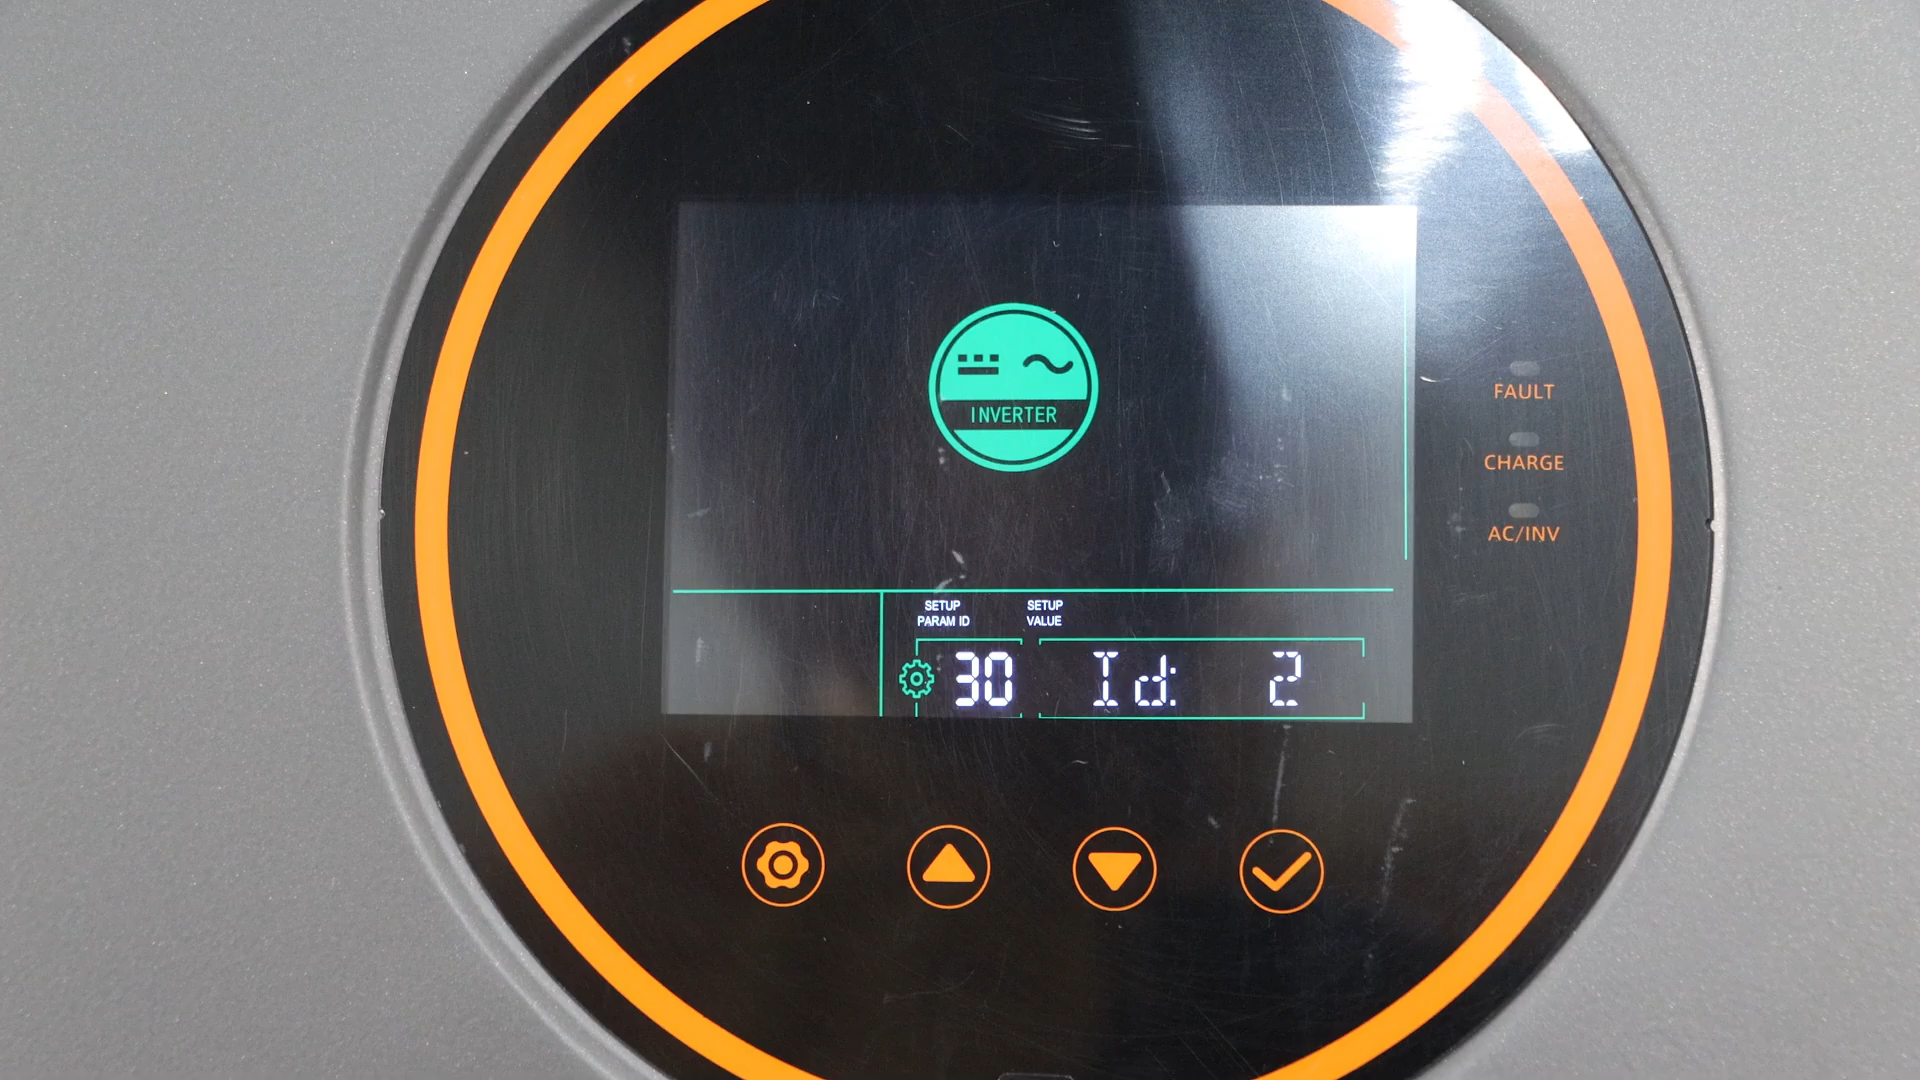 INVERTER
FAULT
CHARGE
AC/INV
SETUP PARAM ID
SETUP VALUE
30 Id: 2